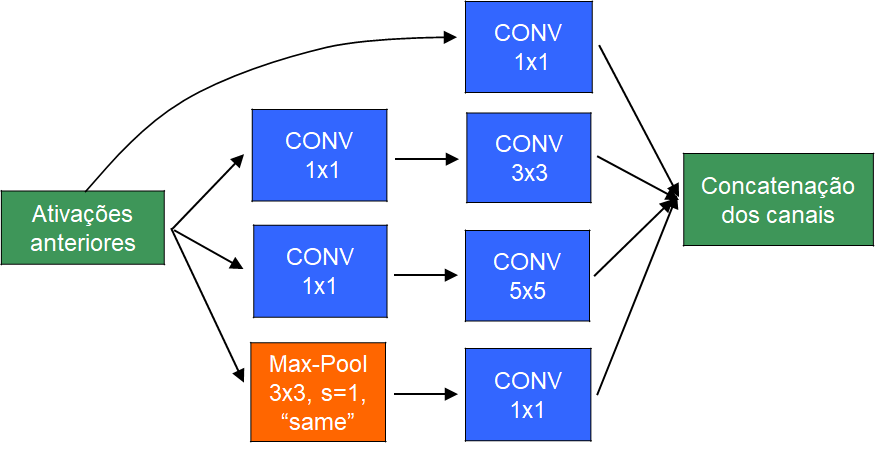 CONV
1x1
CONV
1x1
CONV
3x3
Ativações
anteriores
Concatenação
dos canais
CONV
1x1
CONV
5x5
Max-Pool
3x3, s=1,
“same”
CONV
1x1